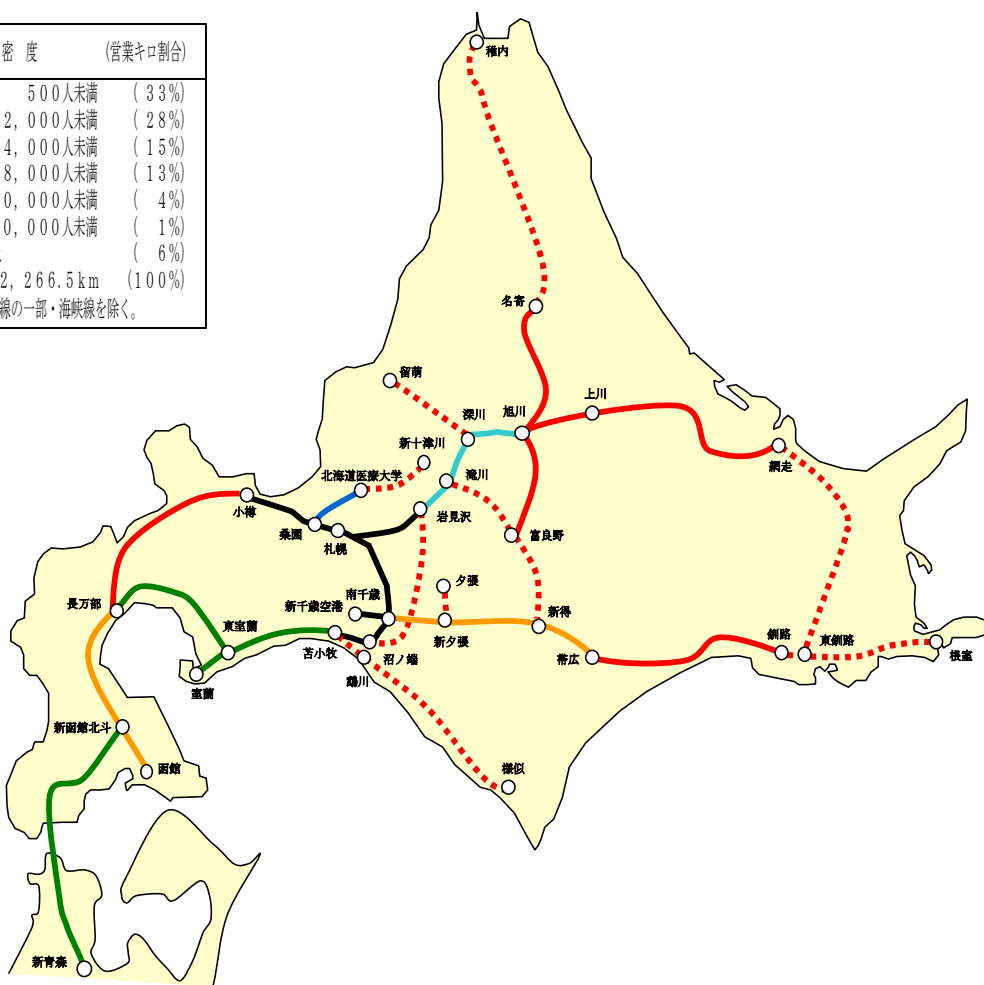 密 度 (営業キロ割合)
500人未満 ( 33%)
2,000人未満 ( 28%)
4,000人未満 ( 15%)
8,000人未満 ( 13%)
0,000人未満 ( 4%)
0,000人未満 ( 1%)
( 6%)
2,266.5km (100%)
線の一部・海峡線を除く。
稚内
名寄
留萌
深川
旭川
上川
新十津川
北海道医療大学
滝川
網走
小樽
桑園
札幌
岩見沢
富良野
夕張
南千歳
新千歳空港
新得
長万部
東室蘭
苫小牧
沼ノ端
新夕張
帯広
釧路
東釧路
根室
室蘭
鵡川
新函館北斗
函館
様似
新青森